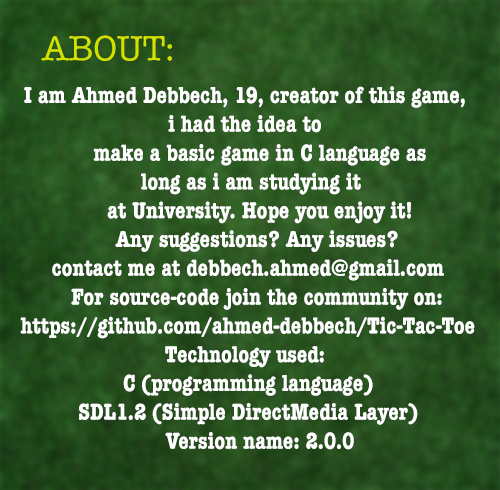 ABOUT:
I am Ahmed Debbech, 19, creator of this game,
i had the idea to
make a basic game in C language as
long as i am studying it
at University. Hope you enjoy it!
Any suggestions? Any issues?
contact me at debbech.ahmed@gmail.com
For source-code join the community on:
https://github.com/ahmed-debbech/Tic-Tac-Toe
Technology used:
C (programming language)
SDL1.2 (Simple DirectMedia Layer)
Version name: 2.0.0